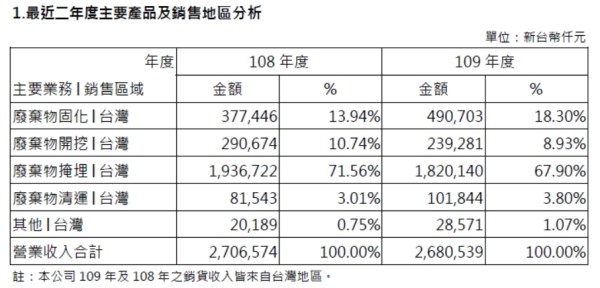 1.最近二年度主要產品及銷售地區分析
單位：新台幣仟元
年度 108 年度 109 年度
主要業務|銷售區域 金額 % 金額 %
廢棄物固化|台灣 377,446 13.94% 490,703 18.30%
廢棄物開挖|台灣 290,674 10.74% 239,281 8.93%
廢棄物掩埋|台灣 1,936,722 71.56% 1,820,140 67.90%
廢棄物清運|台灣 81,543 3.01% 101,844 3.80%
其他|台灣 20,189 0.75% 28,571 1.07%
營業收入合計 2,706,574 100.00% 2,680,539 100.00%
註：本公司 109 年及 108 年之銷貨收入皆來自台灣地區。